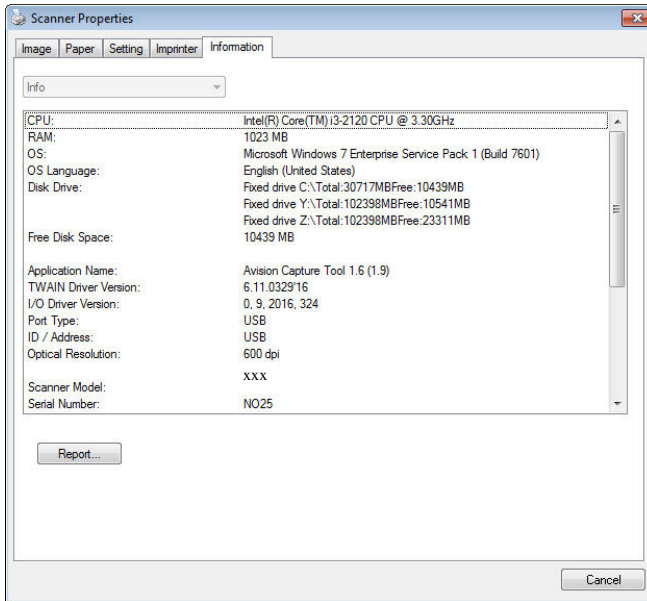 Scanner Properties
Image Paper Setting Imprinter Information
Info
CPU: Intel(R) Core(TM) i3-2120 CPU @ 3.30GHz
RAM: 1023 MB
OS: Microsoft Windows 7 Enterprise Service Pack 1 (Build 7601)
OS Language: English (United States)
Disk Drive: Fixed drive C:\Total:30717MBFree:10439MB
Fixed drive Y:\Total:102398MBFree:10541MB
Fixed drive Z:\Total:102398MBFree:23311MB
Free Disk Space: 10439 MB
Application Name: Avision Capture Tool 1.6 (1.9)
TWAIN Driver Version: 6.11.0329'16
I/O Driver Version: 0, 9, 2016, 324
Port Type: USB
ID / Address: USB
Optical Resolution: 600 dpi
xxx
Scanner Model:
Serial Number: NO25
Report...
Cancel